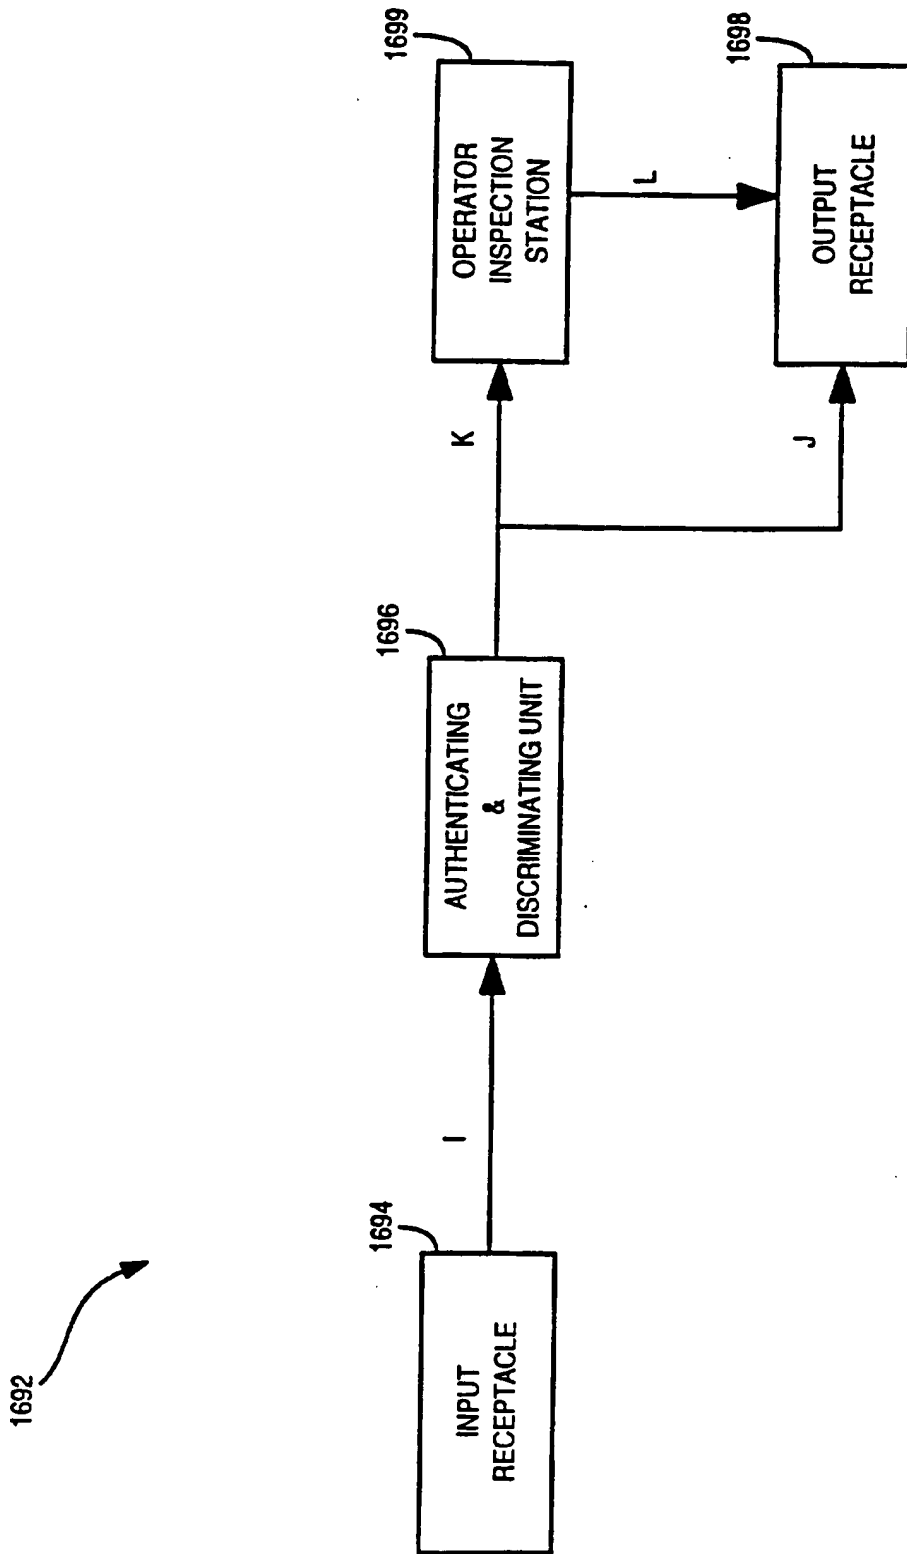 1692
1694
INPUT
RECEPTACLE
I
1696
AUTHENTICATING
&
DISCRIMINATING UNIT
K
J
1699
OPERATOR
INSPECTION
STATION
L
1698
OUTPUT
RECEPTACLE